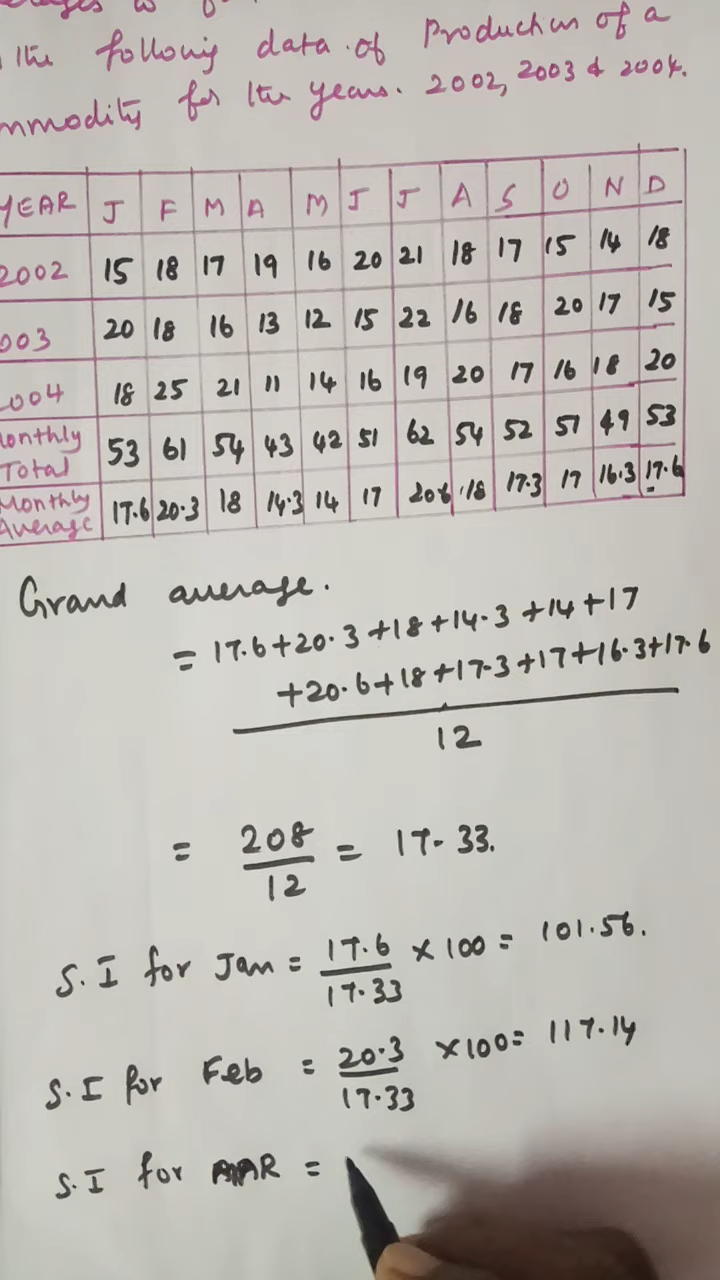 the following data of Production of a
for the years. 2002, 2003 & 2004.
YEAR J F M A M J J A S O N D
2002 15 18 17 19 16 20 21 18 17 15 14 18
003 20 18 16 13 12 15 22 16 18 20 17 15
2004 18 25 21 11 14 16 19 20 17 16 18 20
Monthly Total 53 61 54 43 42 51 62 54 52 51 49 53
Monthly Average 17.6 20.3 18 14.3 14 17 20.6 18 17.3 17 16.3 17.6
Grand average.
= 17.6+20.3+18+14.3+14+17
+20.6+18+17.3+17+16.3+17.6
12
= 208 = 17.33.
12
S.I for Jan = 17.6 × 100 = 101.56.
17.33
S.I for Feb = 20.3 ×100= 117.14
17.33
S.I for MAR =